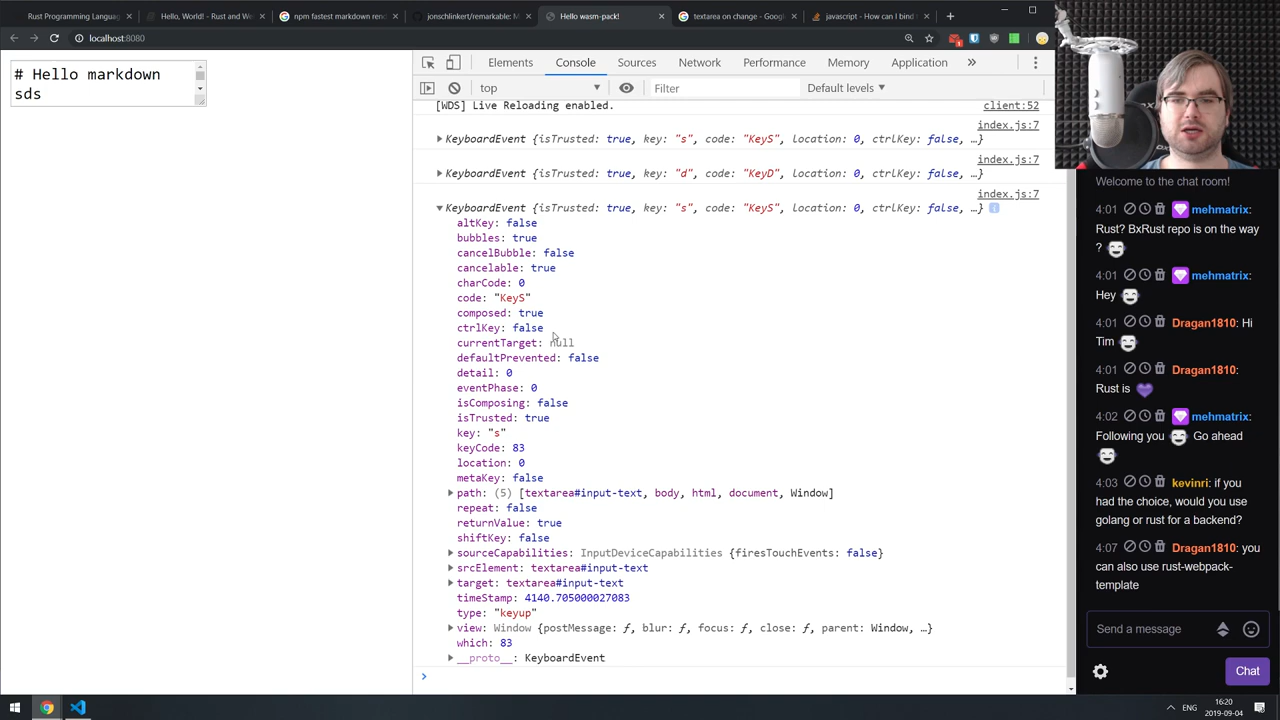 Rust Programming Langua
Hello, World! - Rust and We
npm fastest markdown rend
jonschlinkert/remarkable: M
Hello wasm-pack!
textarea on change - Googl
javascript - How can I bind
localhost:8080
# Hello markdown
sds
Elements
Console
Sources
Network
Performance
Memory
Application
top
Filter
Default levels
[WDS] Live Reloading enabled.
client:52
index.js:7
KeyboardEvent {isTrusted: true, key: "s", code: "KeyS", location: 0, ctrlKey: false, …}
index.js:7
KeyboardEvent {isTrusted: true, key: "d", code: "KeyD", location: 0, ctrlKey: false, …}
index.js:7
KeyboardEvent {isTrusted: true, key: "s", code: "KeyS", location: 0, ctrlKey: false, …}
altKey: false
bubbles: true
cancelBubble: false
cancelable: true
charCode: 0
code: "KeyS"
composed: true
ctrlKey: false
currentTarget: null
defaultPrevented: false
detail: 0
eventPhase: 0
isComposing: false
isTrusted: true
key: "s"
keyCode: 83
location: 0
metaKey: false
path: (5) [textarea#input-text, body, html, document, Window]
repeat: false
returnValue: true
shiftKey: false
sourceCapabilities: InputDeviceCapabilities {firesTouchEvents: false}
srcElement: textarea#input-text
target: textarea#input-text
timeStamp: 4140.705000027083
type: "keyup"
view: Window {postMessage: ƒ, blur: ƒ, focus: ƒ, close: ƒ, parent: Window, …}
which: 83
__proto__: KeyboardEvent
Welcome to the chat room!
4:01 mehmatrix:
Rust? BxRust repo is on the way
?
4:01 mehmatrix:
Hey
4:01 Dragan1810: Hi
Tim
4:01 Dragan1810:
Rust is
4:02 mehmatrix:
Following you Go ahead
4:03 kevinri: if you
had the choice, would you use
golang or rust for a backend?
4:07 Dragan1810: you
can also use rust-webpack-
template
Send a message
Chat
ENG
16:20
2019-09-04